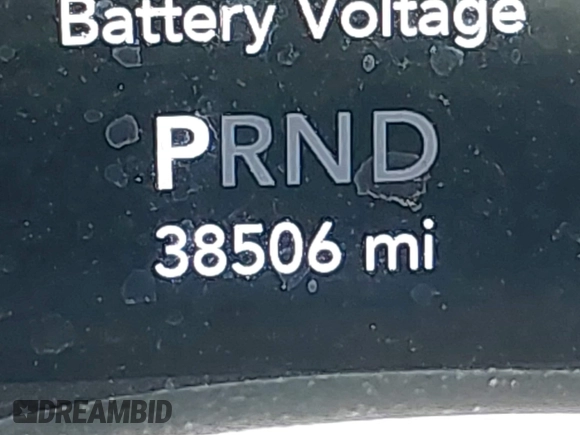 Battery Voltage
PRND
38506 mi
DREAMBID